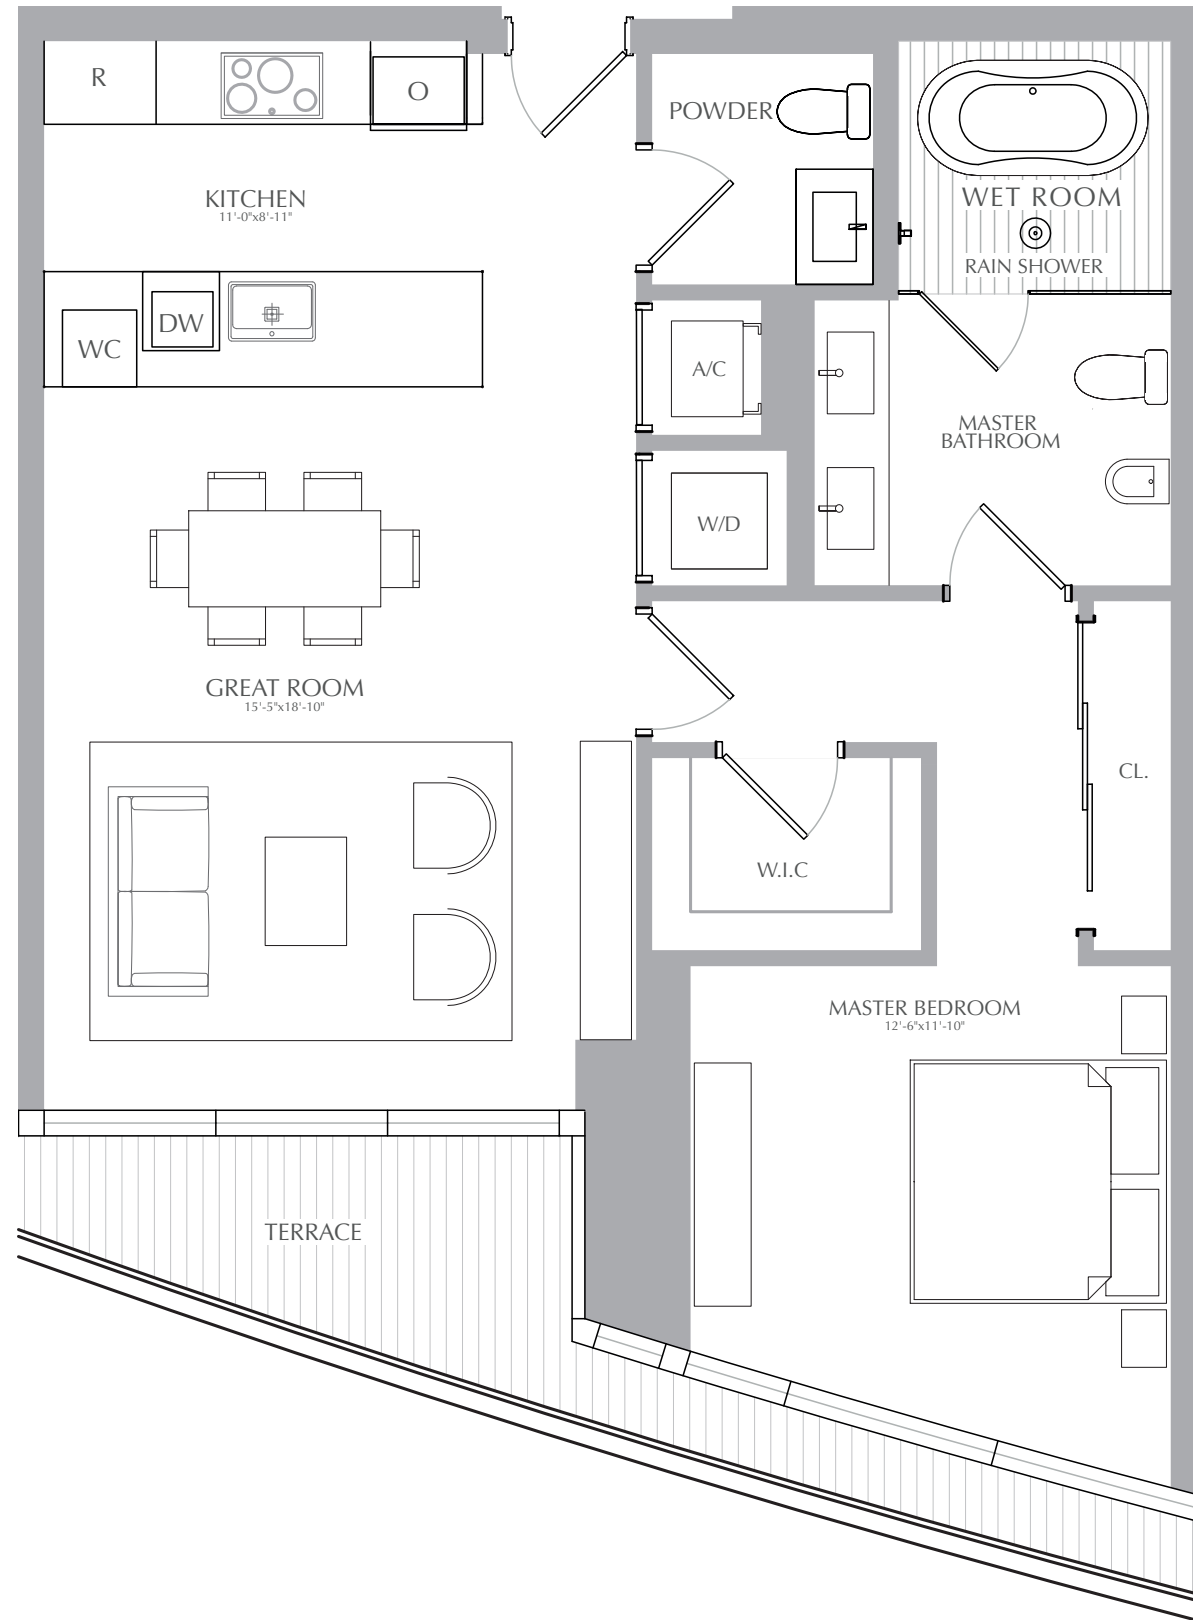 R
O
POWDER
KITCHEN
11'-0"x8'-11"
WET ROOM
RAIN SHOWER
DW
WC
A/C
MASTER
BATHROOM
W/D
GREAT ROOM
15'-5"x18'-10"
CL.
W.I.C
MASTER BEDROOM
12'-6"x11'-10"
TERRACE